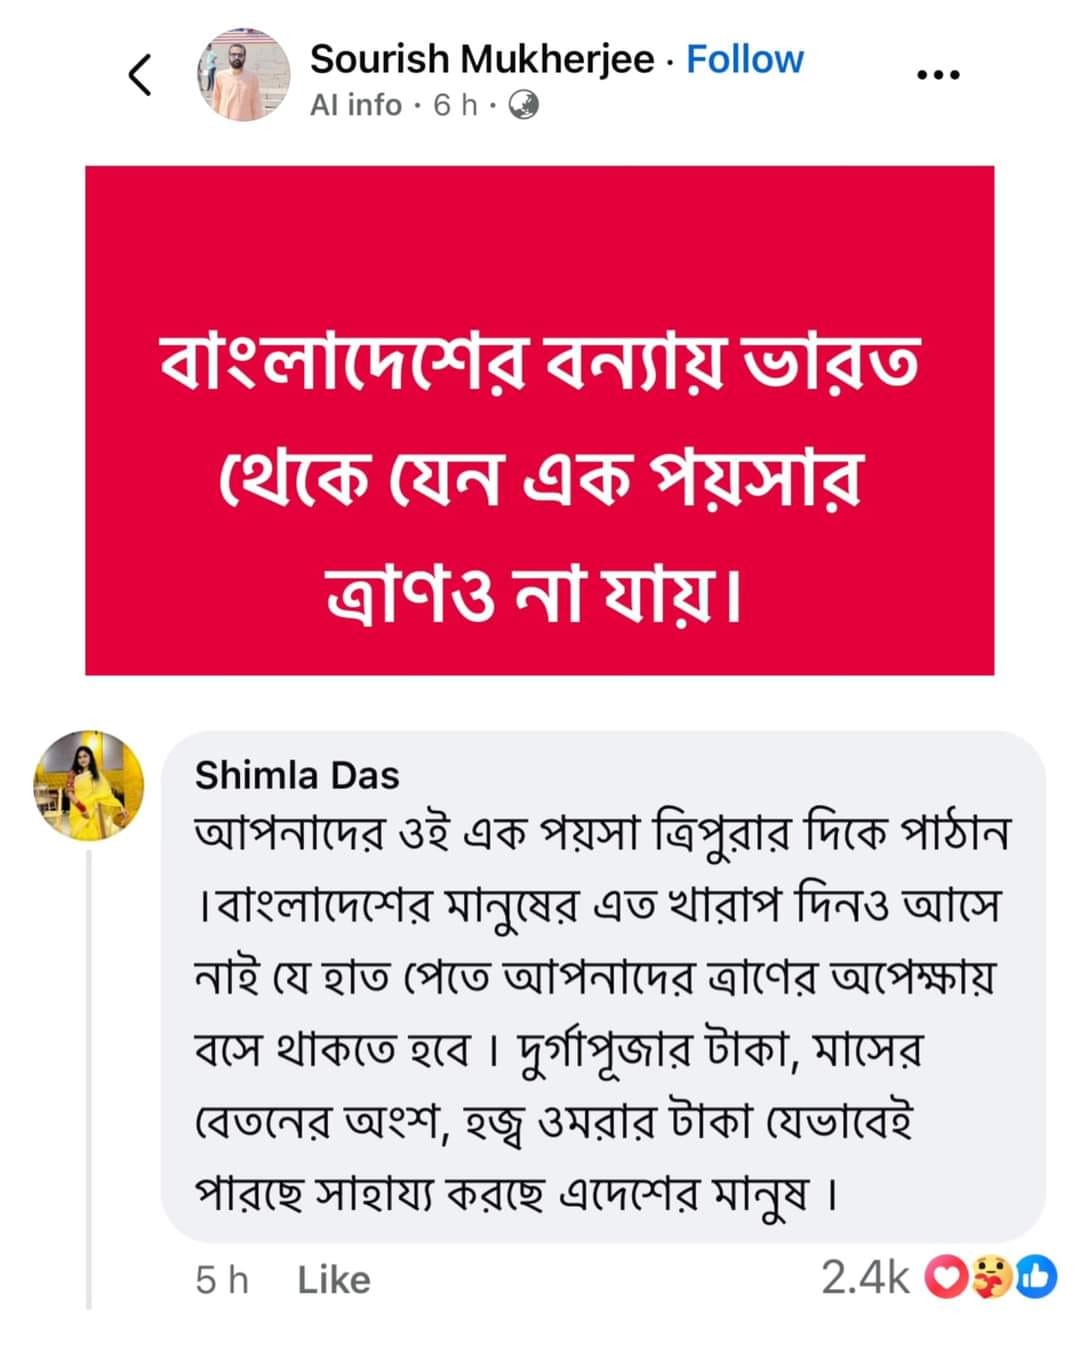 Sourish Mukherjee · Follow
AI info · 6 h ·
বাংলাদেশের বন্যায় ভারত
থেকে যেন এক পয়সার
ত্রাণও না যায়।
Shimla Das
আপনাদের ওই এক পয়সা ত্রিপুরার দিকে পাঠান
।বাংলাদেশের মানুষের এত খারাপ দিনও আসে
নাই যে হাত পেতে আপনাদের ত্রাণের অপেক্ষায়
বসে থাকতে হবে । দুর্গাপূজার টাকা, মাসের
বেতনের অংশ, হজ্ব ওমরার টাকা যেভাবেই
পারছে সাহায্য করছে এদেশের মানুষ ।
5 h Like 2.4k